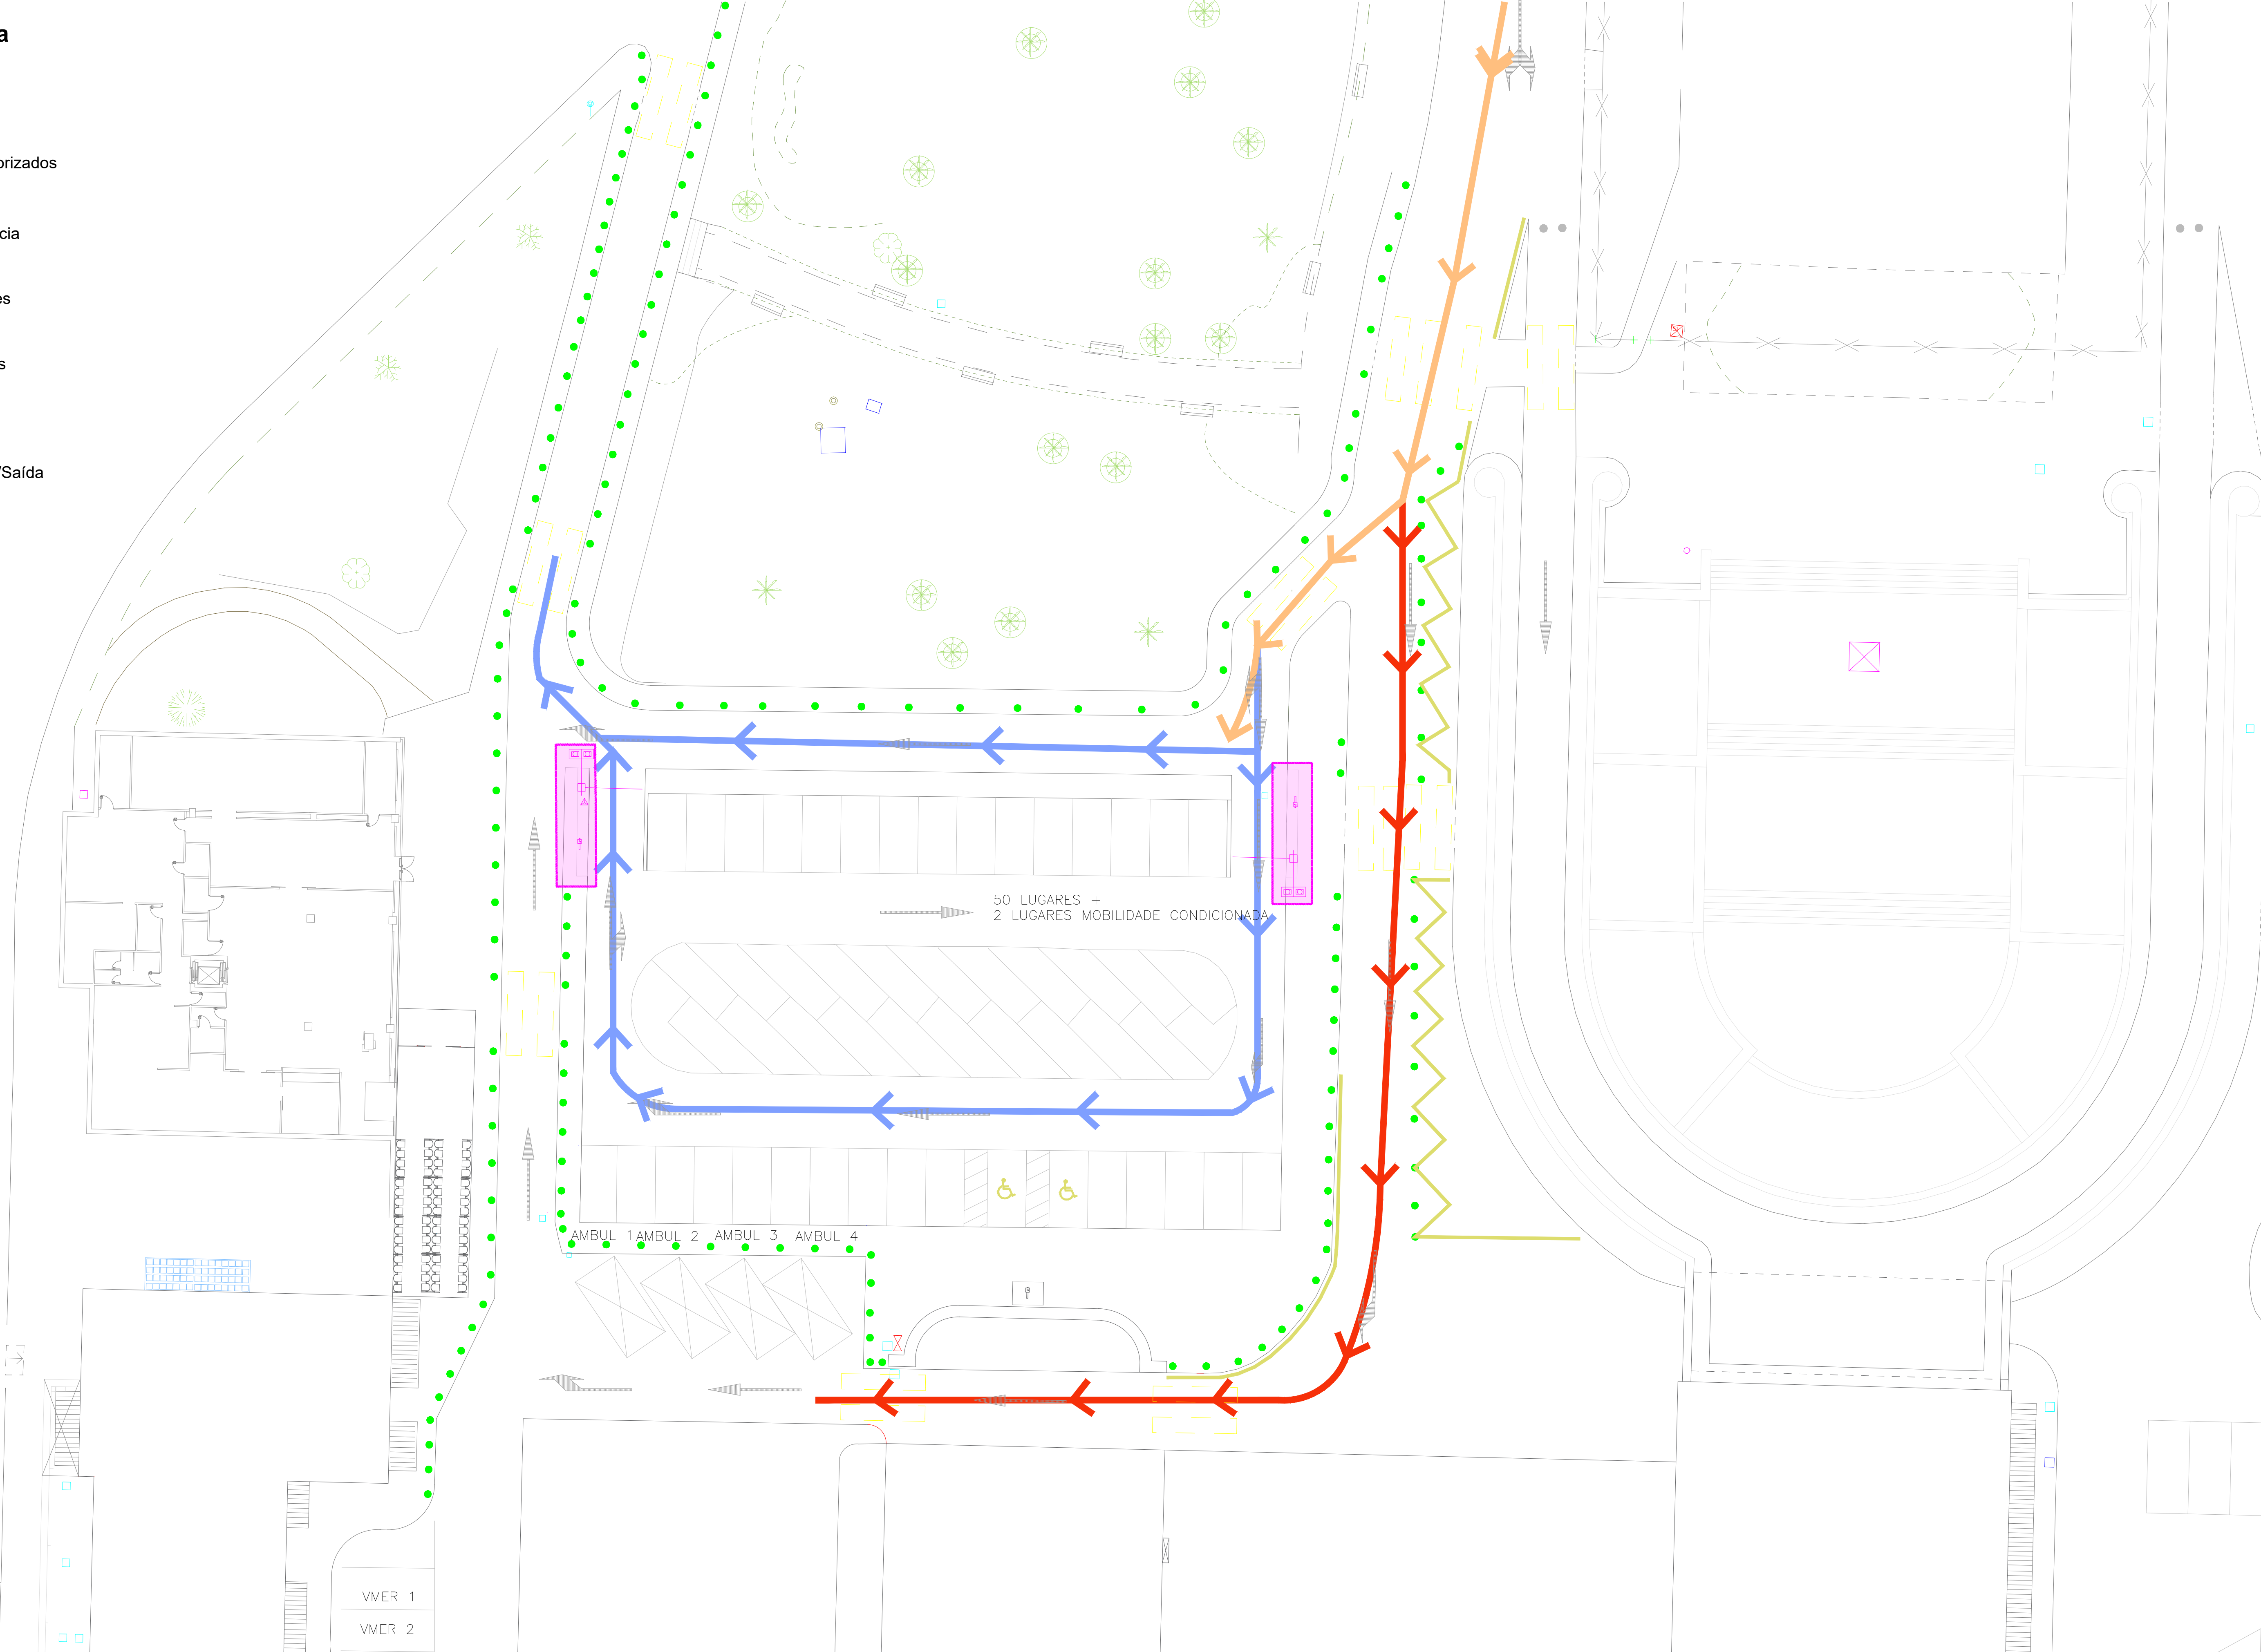 a
orizados
cia
es
s
/Saída
50 LUGARES +
2 LUGARES MOBILIDADE CONDICIONADA
AMBUL 1
AMBUL 2
AMBUL 3
AMBUL 4
VMER 1
VMER 2